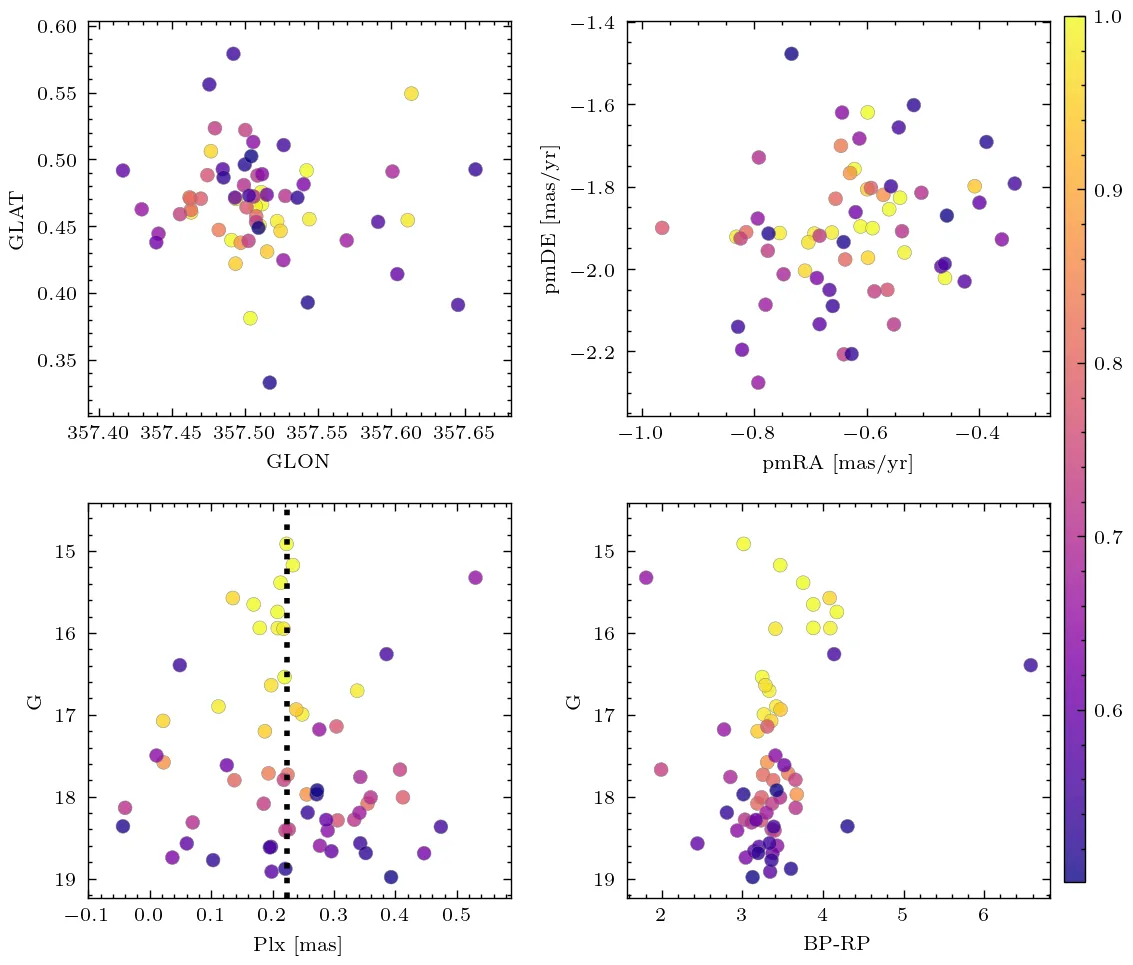 0.60
0.55
0.50
0.45
0.40
0.35
GLAT
357.40 357.45 357.50 357.55 357.60 357.65
GLON
−1.4
−1.6
−1.8
−2.0
−2.2
pmDE [mas/yr]
−1.0 −0.8 −0.6 −0.4
pmRA [mas/yr]
15
16
17
18
19
G
−0.1 0.0 0.1 0.2 0.3 0.4 0.5
Plx [mas]
15
16
17
18
19
G
2 3 4 5 6
BP-RP
1.0
0.9
0.8
0.7
0.6